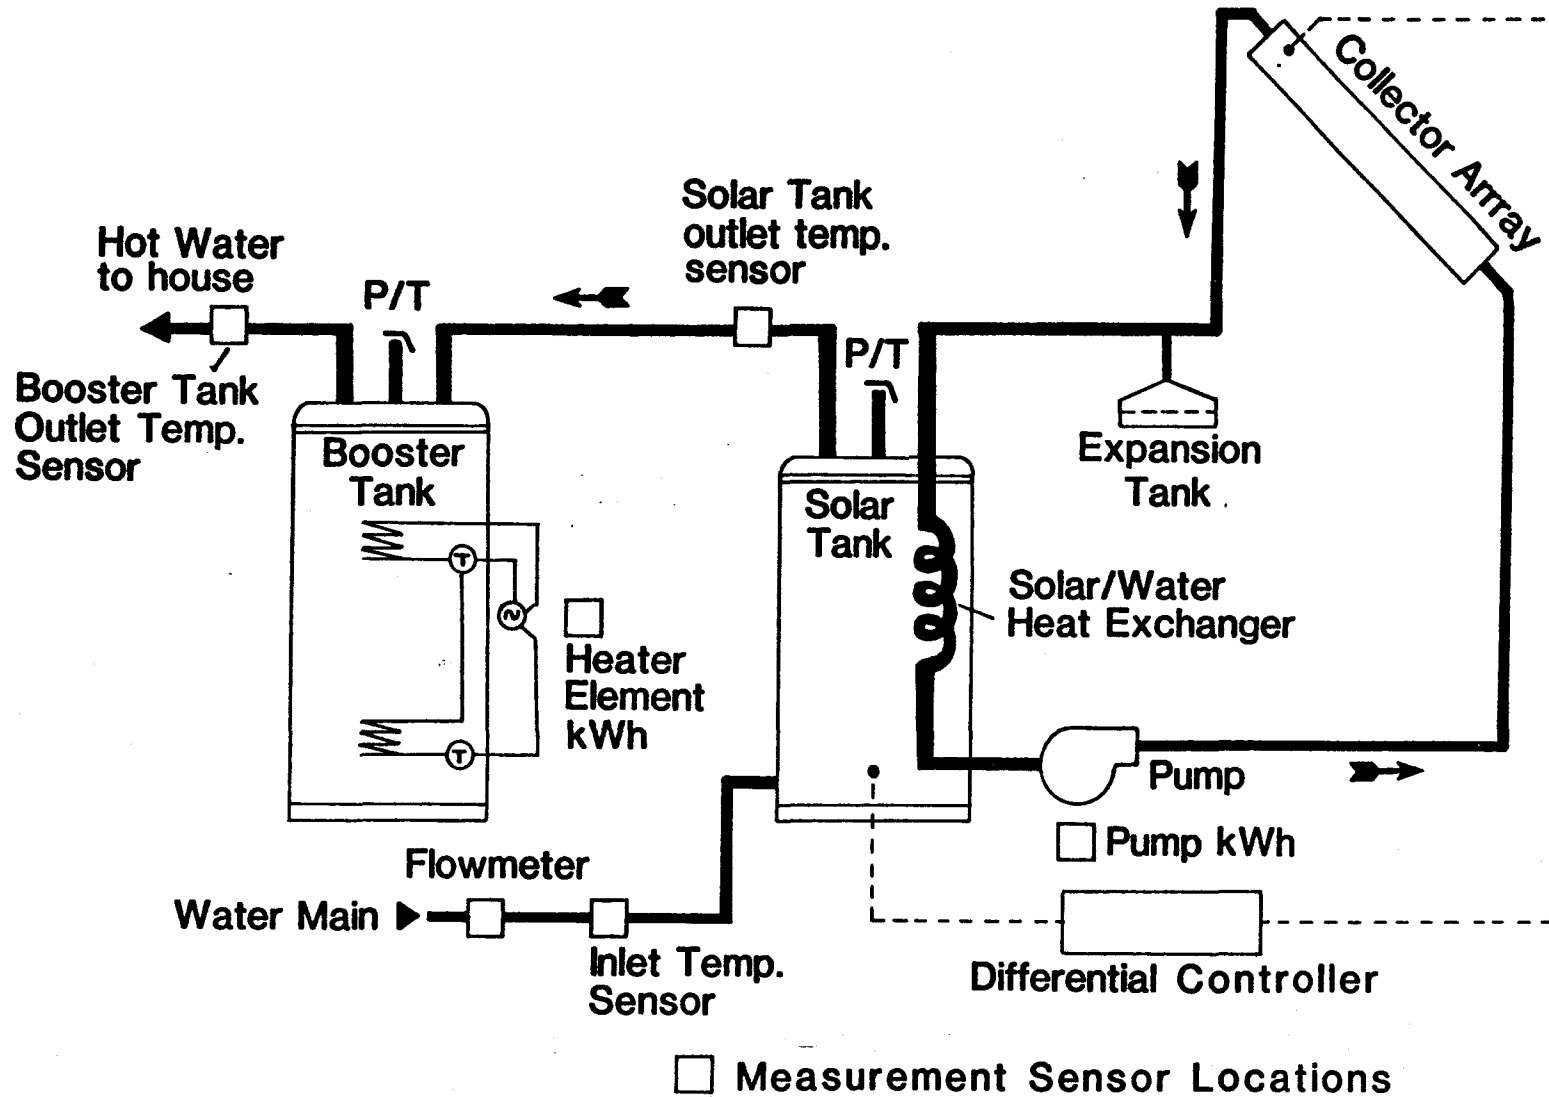 Collector Arrray
Solar Tank
outlet temp.
sensor
Hot Water
to house
P/T
P/T
Booster Tank
Outlet Temp.
Sensor
Booster
Tank
Expansion
Tank
Solar
Tank
T
Solar/Water
Heat Exchanger
Heater
Element
kWh
T
Pump
Pump kWh
Flowmeter
Water Main
Inlet Temp.
Sensor
Differential Controller
Measurement Sensor Locations